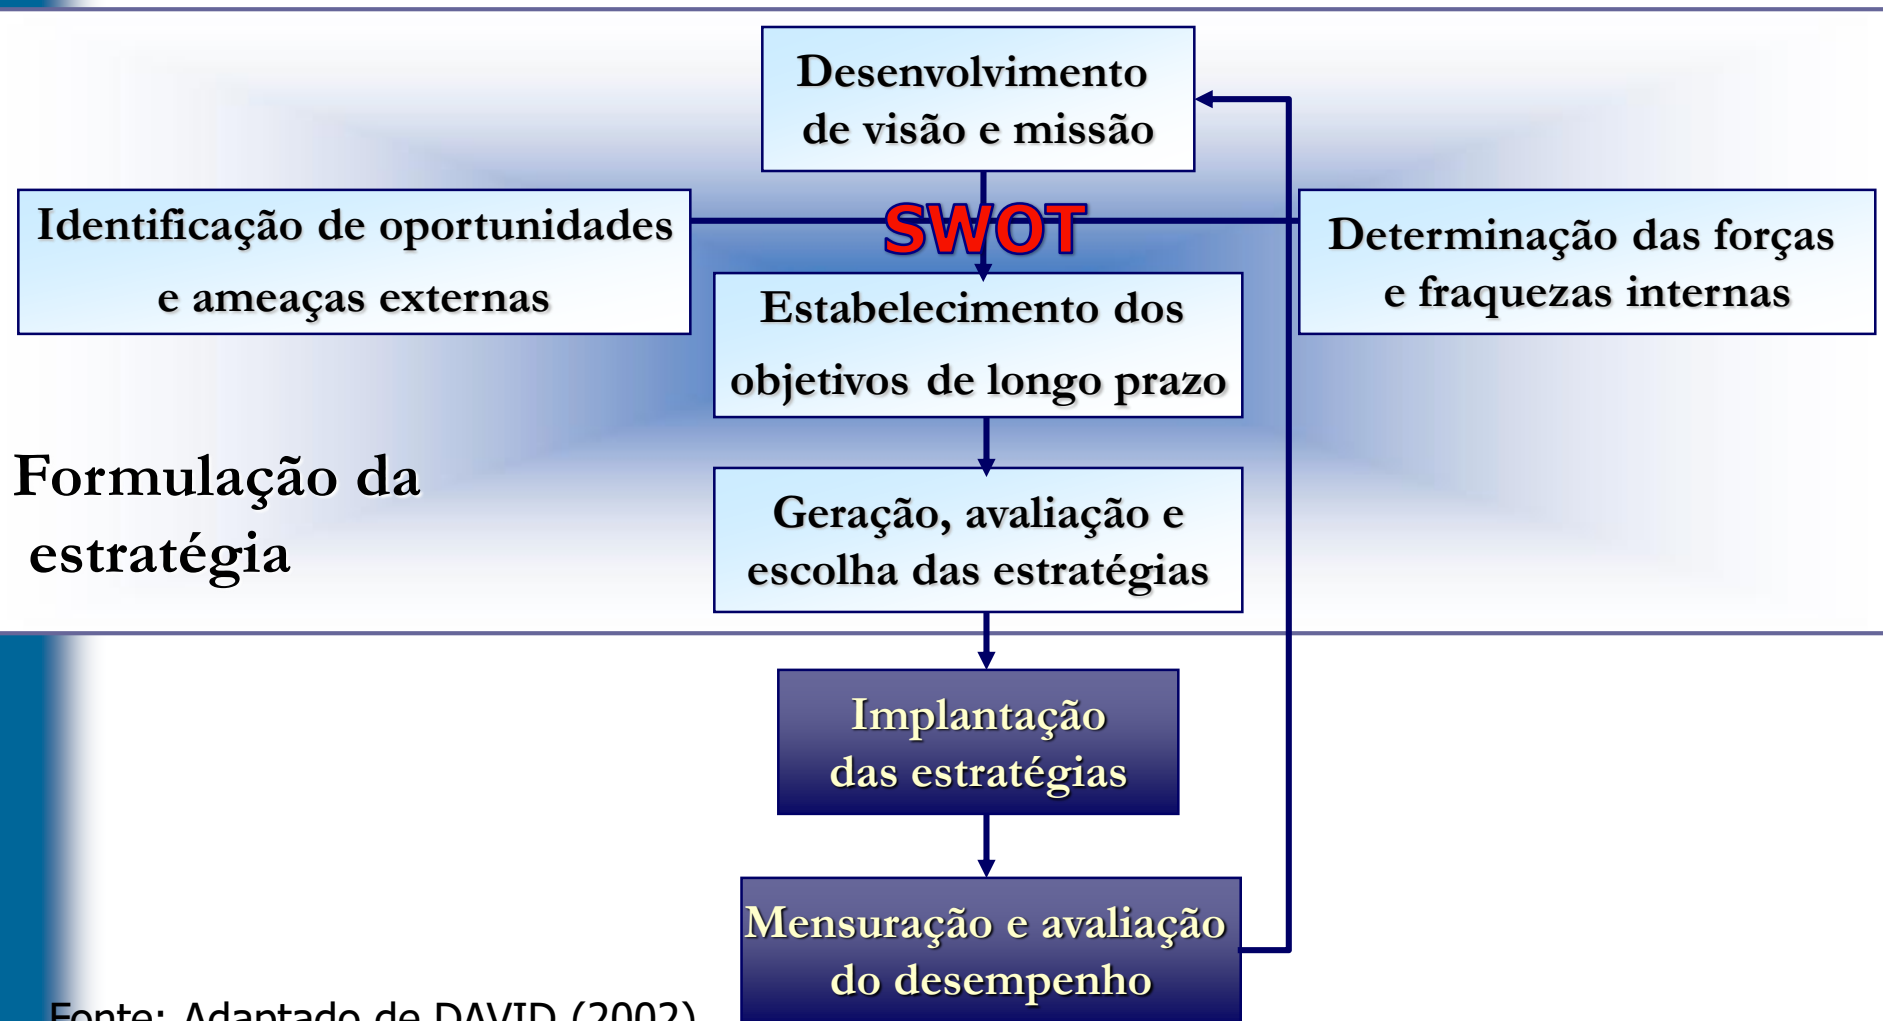 Desenvolvimento
de visão e missão
Identificação de oportunidades
e ameaças externas
SWOT
Determinação das forças
e fraquezas internas
Estabelecimento dos
objetivos de longo prazo
Formulação da
estratégia
Geração, avaliação e
escolha das estratégias
Implantação
das estratégias
Mensuração e avaliação
do desempenho
Fonte: Adaptado de DAVID (2002)